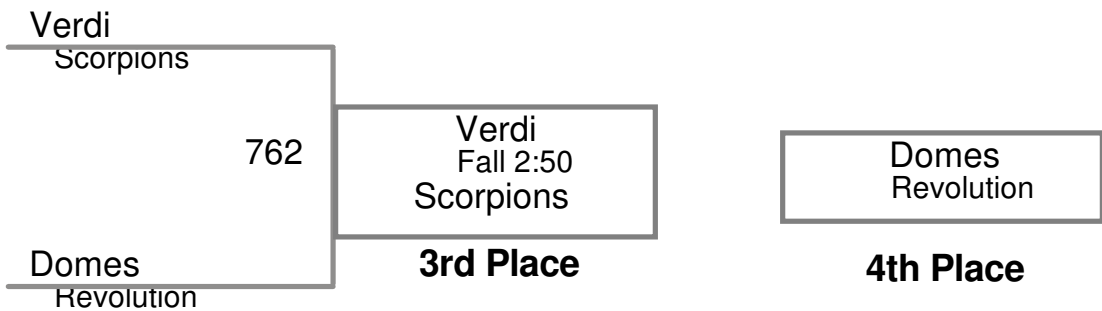 Verdi
Scorpions
762
Verdi
Fall 2:50
Scorpions
3rd Place
Domes
Revolution
4th Place
Domes
Revolution